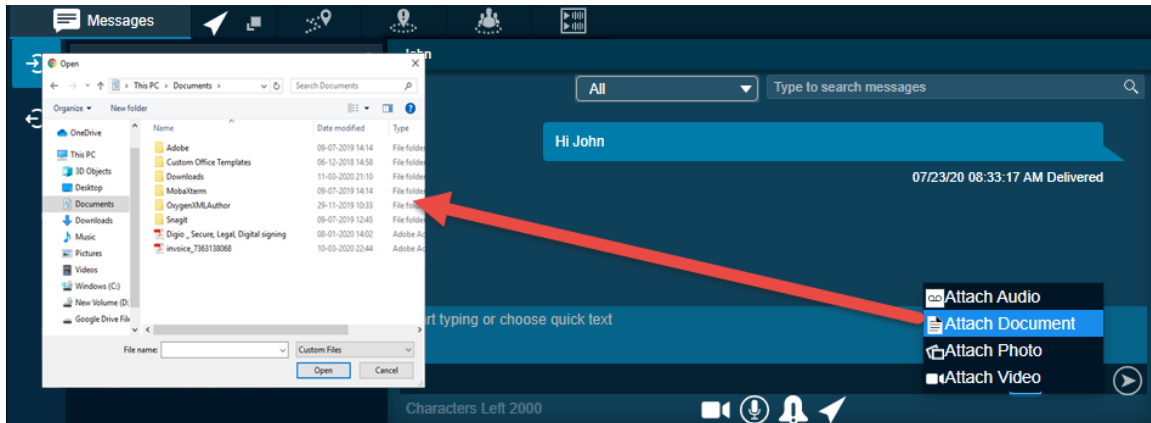 Messages
John
Open
This PC > Documents >
Search Documents
Organize
New folder
Name
Date modified
Type
OneDrive
This PC
3D Objects
Desktop
Documents
Downloads
Music
Pictures
Videos
Windows (C:)
New Volume (D:
Google Drive File
Adobe 09-07-2019 14:14 File folder
Custom Office Templates 06-12-2018 14:58 File folder
Downloads 11-03-2020 21:10 File folder
MobaXterm 09-07-2019 14:14 File folder
OxygenXMLAuthor 29-11-2019 10:33 File fol
Snagit 09-07-2019 12:45 File folder
Digio _ Secure, Legal, Digital signing 08-01-2020 14:02 Adobe Ac
invoice_7363138068 10-03-2020 22:44 Adobe Ac
File name:
Custom Files
Open
Cancel
All
Type to search messages
Hi John
07/23/20 08:33:17 AM Delivered
rt typing or choose quick text
Attach Audio
Attach Document
Attach Photo
Attach Video
Characters Left 2000